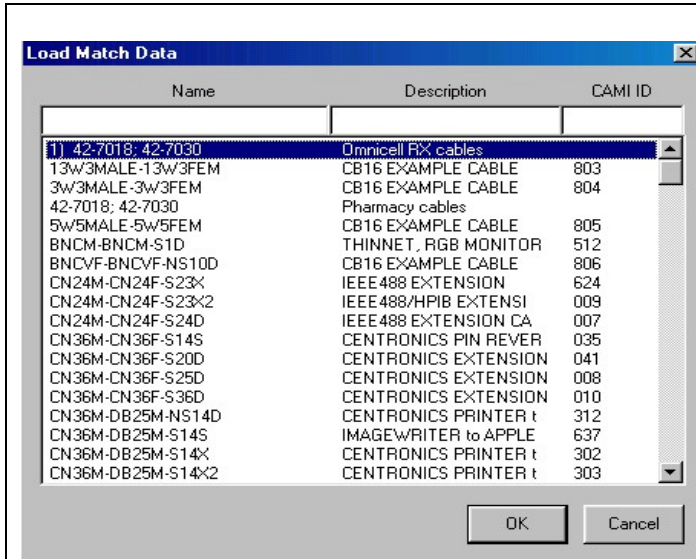 Load Match Data
Name Description CAMI ID
1) 42-7018; 42-7030 Omnicell RX cables
13W3MALE-13W3FEM CB16 EXAMPLE CABLE 803
3W3MALE-3W3FEM CB16 EXAMPLE CABLE 804
42-7018; 42-7030 Pharmacy cables
5W5MALE-5W5FEM CB16 EXAMPLE CABLE 805
BNCM-BNCM-S1D THINNET, RGB MONITOR 512
BNCVF-BNCVF-NS10D CB16 EXAMPLE CABLE 806
CN24M-CN24F-S23X IEEE488 EXTENSION 624
CN24M-CN24F-S23X2 IEEE488/HPIB EXTENSI 009
CN24M-CN24F-S24D IEEE488 EXTENSION CA 007
CN36M-CN36F-S14S CENTRONICS PIN REVER 035
CN36M-CN36F-S20D CENTRONICS EXTENSION 041
CN36M-CN36F-S25D CENTRONICS EXTENSION 008
CN36M-CN36F-S36D CENTRONICS EXTENSION 010
CN36M-DB25M-NS14D CENTRONICS PRINTER t 312
CN36M-DB25M-S14S IMAGEWRITER to APPLE 637
CN36M-DB25M-S14X CENTRONICS PRINTER t 302
CN36M-DB25M-S14X2 CENTRONICS PRINTER t 303
OK Cancel